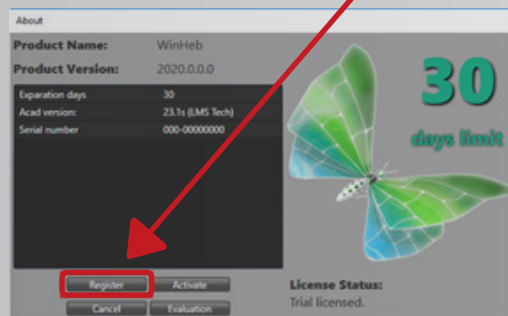 About
Product Name: WinHeb
Product Version: 2020.0.0.0
Exparation days 30
Acad version: 23.1s (LMS Tech)
Serial number 000-00000000
30
days limit
Register Activate
Cancel Evaluation
License Status:
Trial licensed.